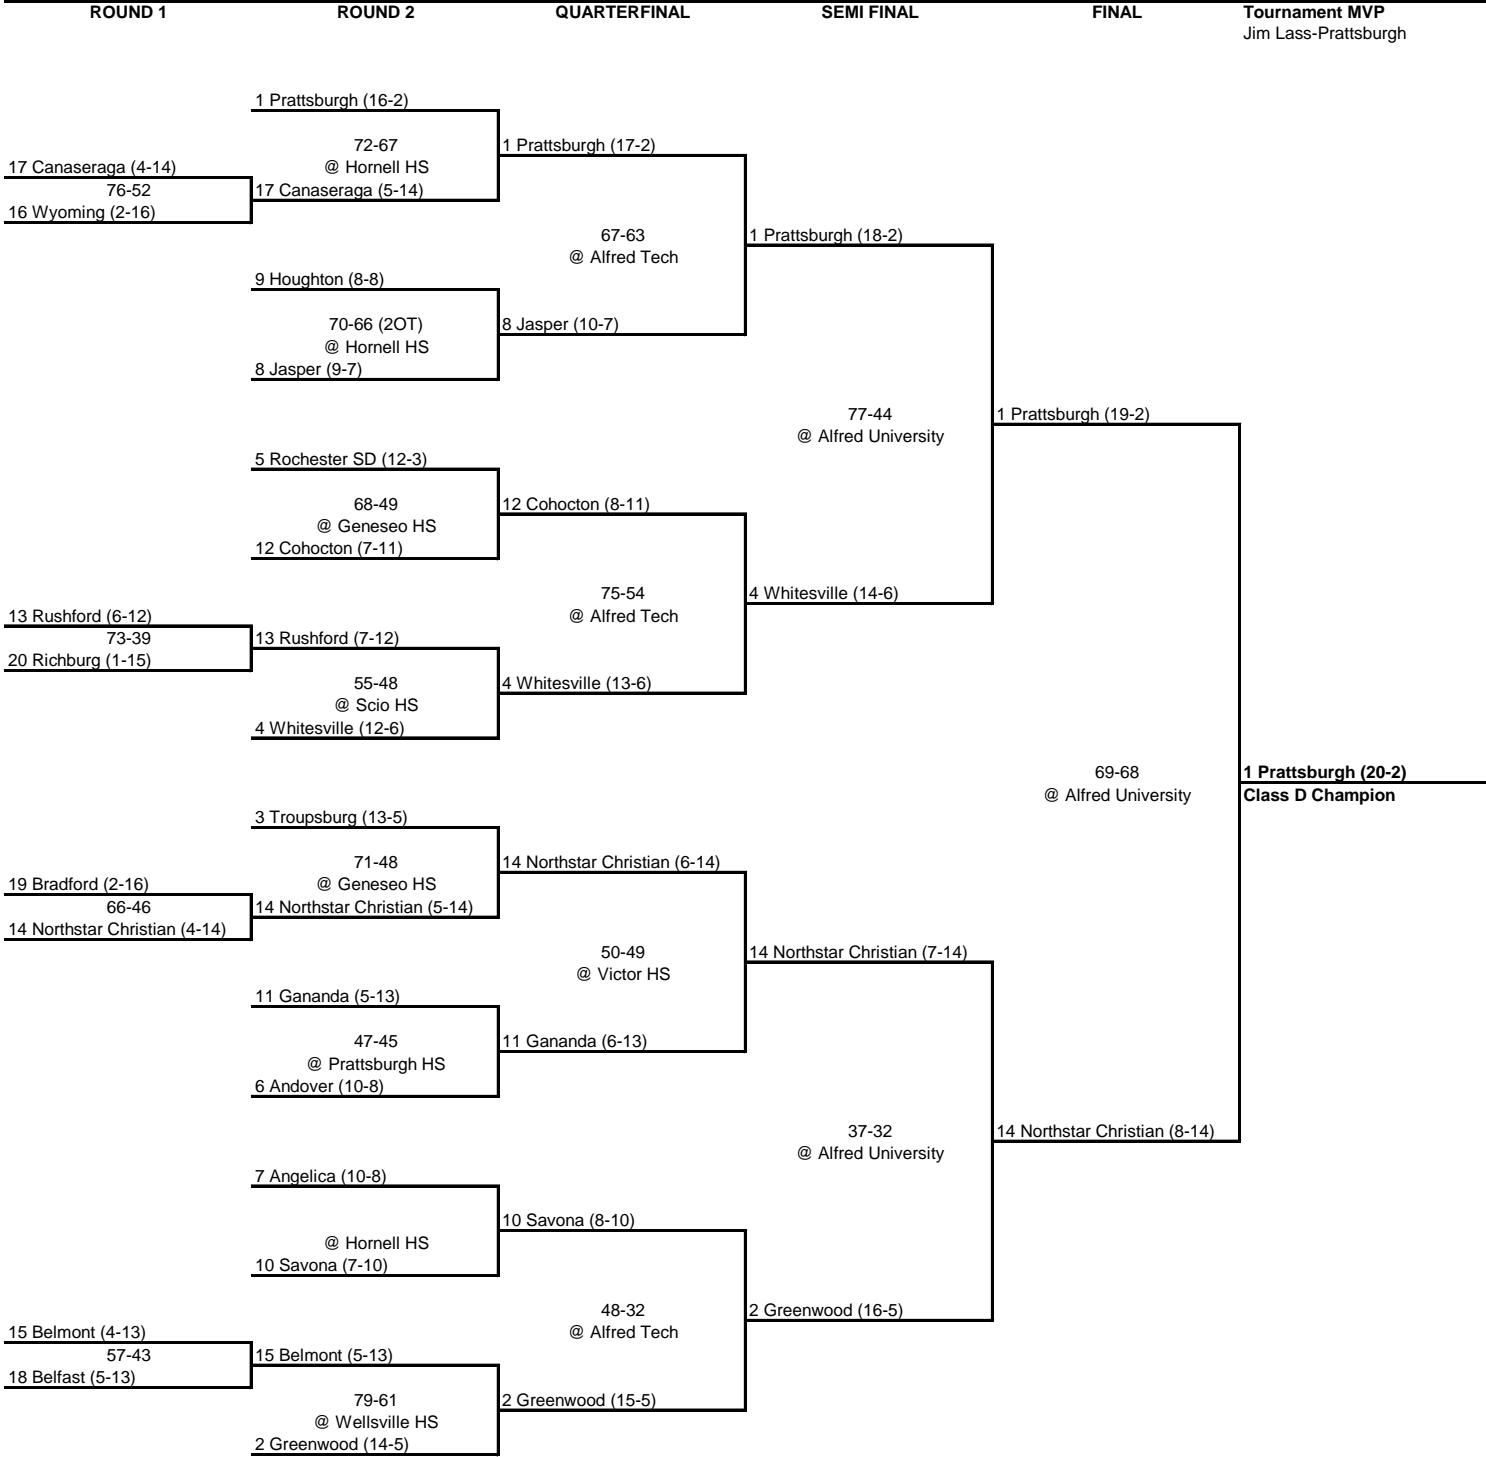 ROUND 1 ROUND 2 QUARTERFINAL SEMI FINAL FINAL Tournament MVP
Jim Lass-Prattsburgh
1 Prattsburgh (16-2)
72-67 1 Prattsburgh (17-2)
17 Canaseraga (4-14) @ Hornell HS
76-52 17 Canaseraga (5-14)
16 Wyoming (2-16)
67-63 1 Prattsburgh (18-2)
@ Alfred Tech
9 Houghton (8-8)
70-66 (2OT) 8 Jasper (10-7)
@ Hornell HS
8 Jasper (9-7)
77-44 1 Prattsburgh (19-2)
@ Alfred University
5 Rochester SD (12-3)
68-49 12 Cohocton (8-11)
@ Geneseo HS
12 Cohocton (7-11)
75-54 4 Whitesville (14-6)
13 Rushford (6-12) @ Alfred Tech
73-39 13 Rushford (7-12)
20 Richburg (1-15)
55-48 4 Whitesville (13-6)
@ Scio HS
4 Whitesville (12-6)
69-68 1 Prattsburgh (20-2)
@ Alfred University Class D Champion
3 Troupsburg (13-5)
71-48 14 Northstar Christian (6-14)
19 Bradford (2-16) @ Geneseo HS
66-46 14 Northstar Christian (5-14)
14 Northstar Christian (4-14)
50-49 14 Northstar Christian (7-14)
@ Victor HS
11 Gananda (5-13)
47-45 11 Gananda (6-13)
@ Prattsburgh HS
6 Andover (10-8)
37-32 14 Northstar Christian (8-14)
@ Alfred University
7 Angelica (10-8)
10 Savona (8-10)
@ Hornell HS
10 Savona (7-10)
48-32 2 Greenwood (16-5)
15 Belmont (4-13) @ Alfred Tech
57-43 15 Belmont (5-13)
18 Belfast (5-13)
79-61 2 Greenwood (15-5)
@ Wellsville HS
2 Greenwood (14-5)